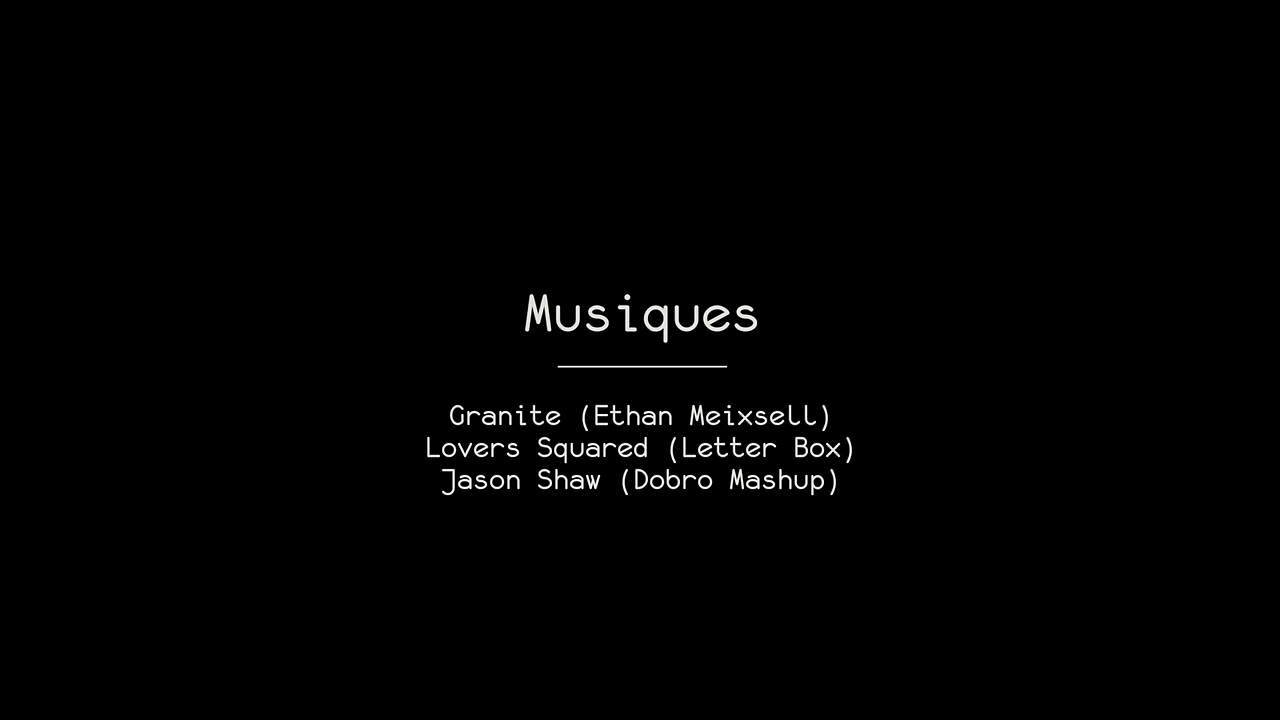 Musiques
Granite (Ethan Meixsell)
Lovers Squared (Letter Box)
Jason Shaw (Dobro Mashup)